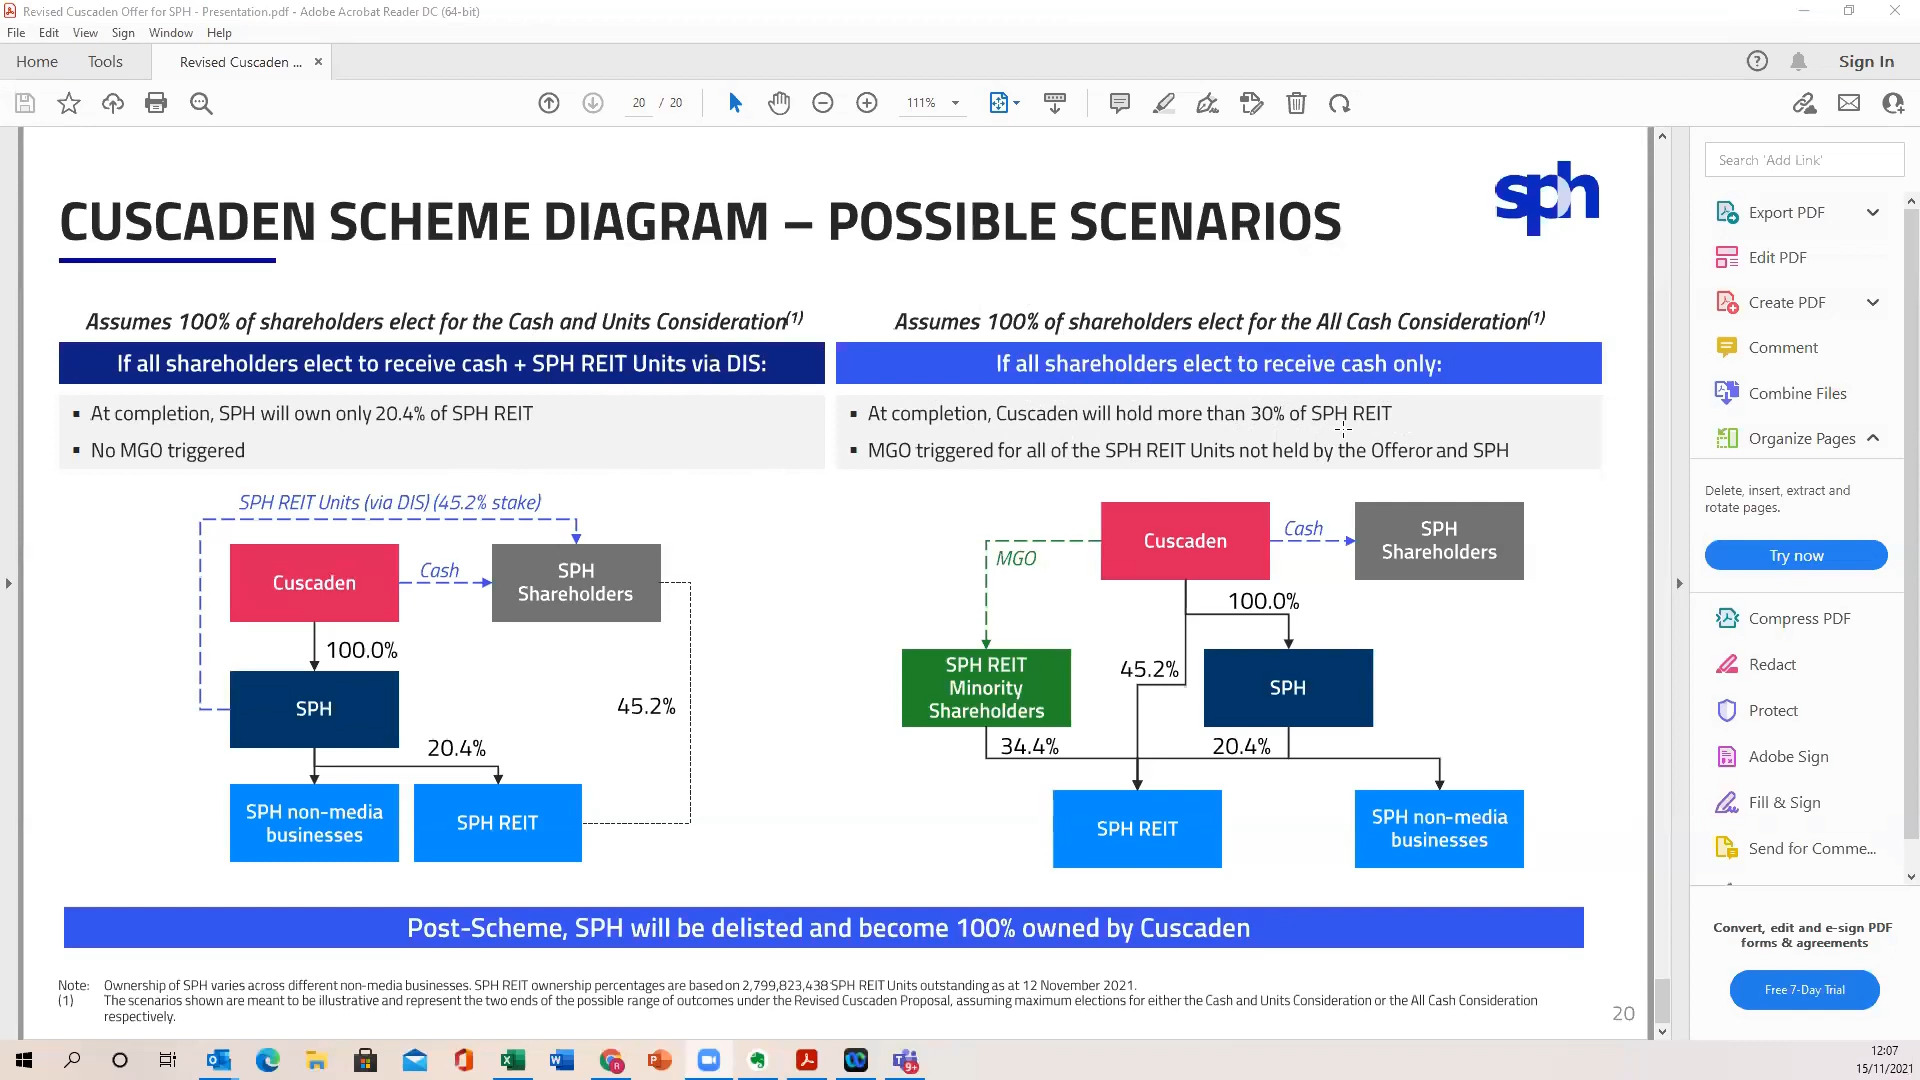 Revised Cuscaden Offer for SPH - Presentation.pdf - Adobe Acrobat Reader DC (64-bit)
File Edit View Sign Window Help
Home Tools Revised Cuscaden ... × Sign In
20 / 20 111%
sph
CUSCADEN SCHEME DIAGRAM – POSSIBLE SCENARIOS
Assumes 100% of shareholders elect for the Cash and Units Consideration(1)
If all shareholders elect to receive cash + SPH REIT Units via DIS:
▪ At completion, SPH will own only 20.4% of SPH REIT
▪ No MGO triggered
SPH REIT Units (via DIS) (45.2% stake)
Cuscaden
Cash
SPH
Shareholders
100.0%
SPH
45.2%
20.4%
SPH non-media
businesses
SPH REIT
Assumes 100% of shareholders elect for the All Cash Consideration(1)
If all shareholders elect to receive cash only:
▪ At completion, Cuscaden will hold more than 30% of SPH REIT
▪ MGO triggered for all of the SPH REIT Units not held by the Offeror and SPH
Cuscaden
Cash
SPH
Shareholders
MGO
100.0%
SPH REIT
Minority
Shareholders
45.2%
SPH
34.4%
20.4%
SPH REIT
SPH non-media
businesses
Post-Scheme, SPH will be delisted and become 100% owned by Cuscaden
Note: Ownership of SPH varies across different non-media businesses. SPH REIT ownership percentages are based on 2,799,823,438 SPH REIT Units outstanding as at 12 November 2021.
(1) The scenarios shown are meant to be illustrative and represent the two ends of the possible range of outcomes under the Revised Cuscaden Proposal, assuming maximum elections for either the Cash and Units Consideration or the All Cash Consideration
respectively.
20
Search 'Add Link'
Export PDF
Edit PDF
Create PDF
Comment
Combine Files
Organize Pages
Delete, insert, extract and
rotate pages.
Try now
Compress PDF
Redact
Protect
Adobe Sign
Fill & Sign
Send for Comme...
Convert, edit and e-sign PDF
forms & agreements
Free 7-Day Trial
9+
12:07
15/11/2021